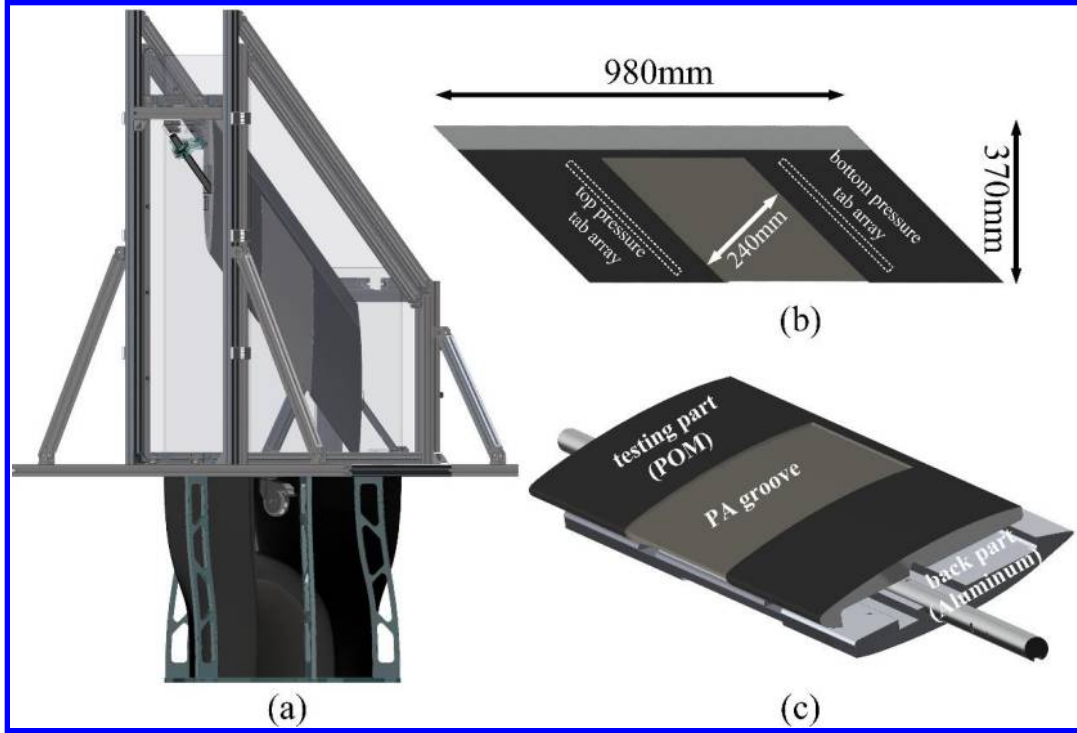 980mm
370mm
top pressure
tab array
bottom pressure
tab array
240mm
(b)
testing part
(POM)
PA groove
back part
(Aluminum)
(a)
(c)